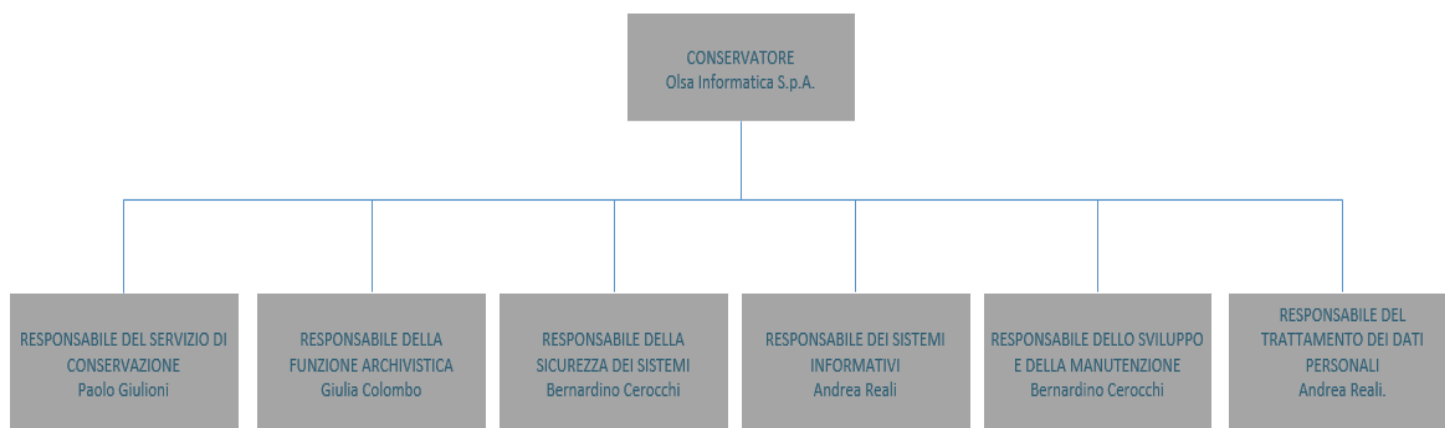 CONSERVATORE
Olsa Informatica S.p.A.
RESPONSABILE DEL SERVIZIO DI
CONSERVAZIONE
Paolo Giulioni
RESPONSABILE DELLA
FUNZIONE ARCHIVISTICA
Giulia Colombo
RESPONSABILE DELLA
SICUREZZA DEI SISTEMI
Bernardino Cerocchi
RESPONSABILE DEI SISTEMI
INFORMATIVI
Andrea Reali
RESPONSABILE DELLO SVILUPPO
E DELLA MANUTENZIONE
Bernardino Cerocchi
RESPONSABILE DEL
TRATTAMENTO DEI DATI
PERSONALI
Andrea Reali.